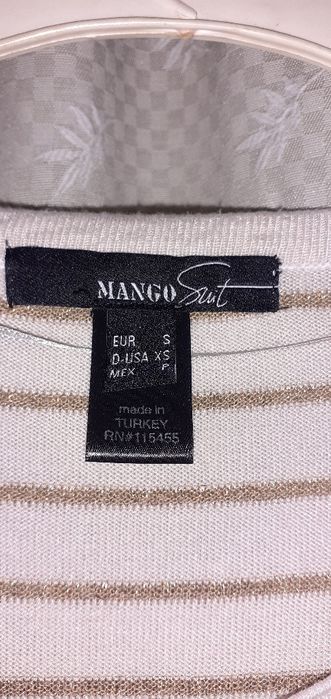 MANGO Suit
EUR S
D-USA XS
MEX P
made in
TURKEY
RN#115455